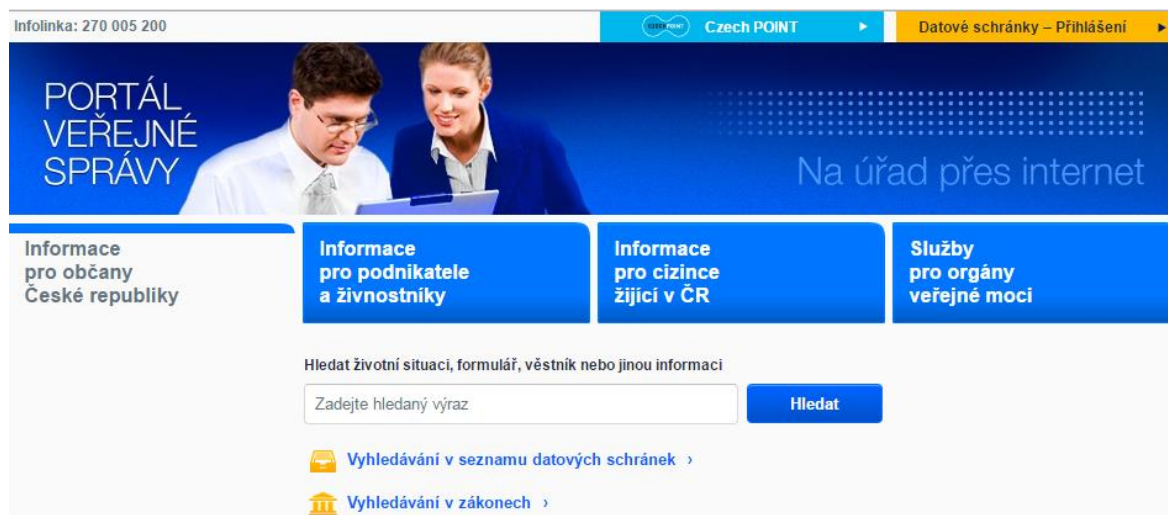 Infolinka: 270 005 200
CZECH POINT
Czech POINT
Datové schránky – Přihlášení
PORTÁL
VEŘEJNÉ
SPRÁVY
Na úřad přes internet
Informace
pro občany
České republiky
Informace
pro podnikatele
a živnostníky
Informace
pro cizince
žijící v ČR
Služby
pro orgány
veřejné moci
Hledat životní situaci, formulář, věstník nebo jinou informaci
Zadejte hledaný výraz
Hledat
Vyhledávání v seznamu datových schránek ›
Vyhledávání v zákonech ›